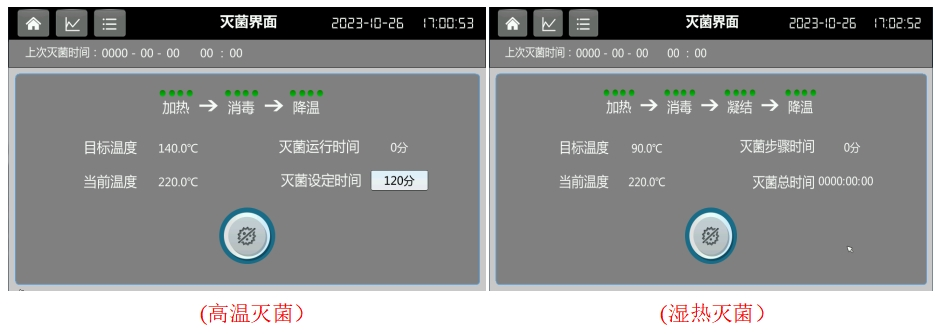 灭菌界面 2023-10-26 17:00:53
上次灭菌时间：0000 - 00 - 00 00 : 00
加热 → 消毒 → 降温
目标温度 140.0℃ 灭菌运行时间 0分
当前温度 220.0℃ 灭菌设定时间 120分
(高温灭菌）
灭菌界面 2023-10-26 17:02:52
上次灭菌时间：0000 - 00 - 00 00 : 00
加热 → 消毒 → 凝结 → 降温
目标温度 90.0℃ 灭菌步骤时间 0分
当前温度 220.0℃ 灭菌总时间 0000:00:00
(湿热灭菌）